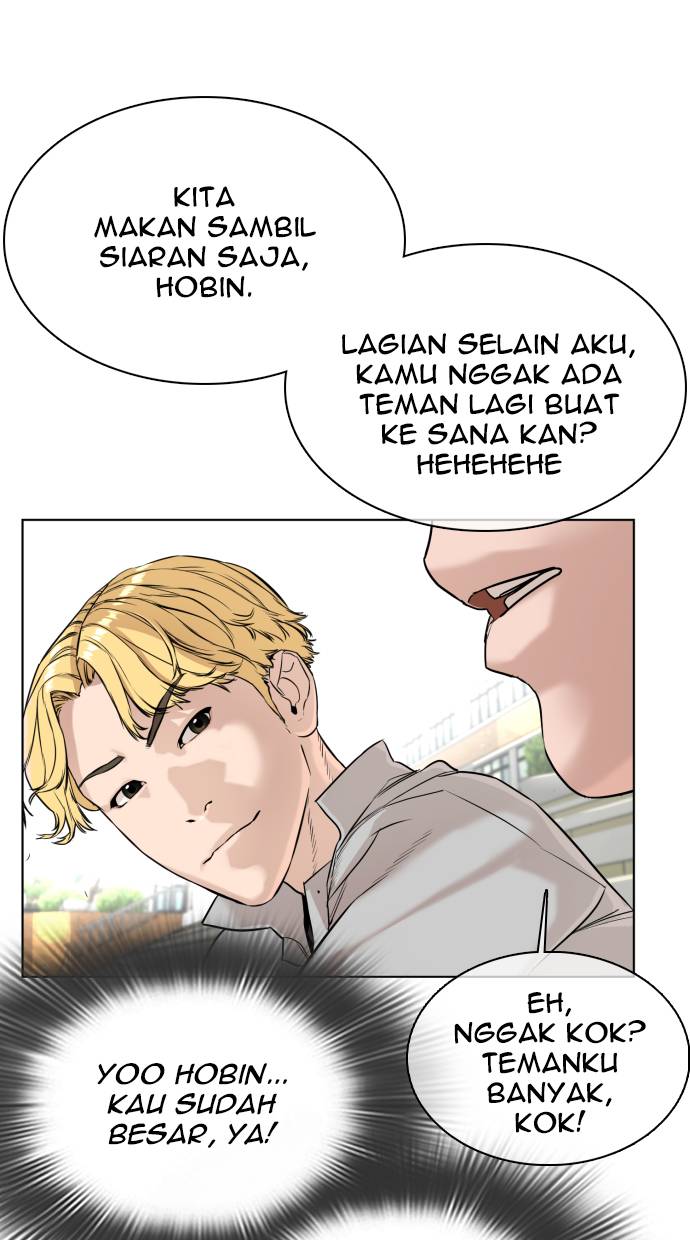 KITA
MAKAN SAMBIL
SIARAN SAJA,
HOBIN.
LAGIAN SELAIN AKU,
KAMU NGGAK ADA
TEMAN LAGI BUAT
KE SANA KAN?
HEHEHEHE
EH,
NGGAK KOK?
TEMANKU
BANYAK,
KOK!
YOO HOBIN...
KAU SUDAH
BESAR, YA!